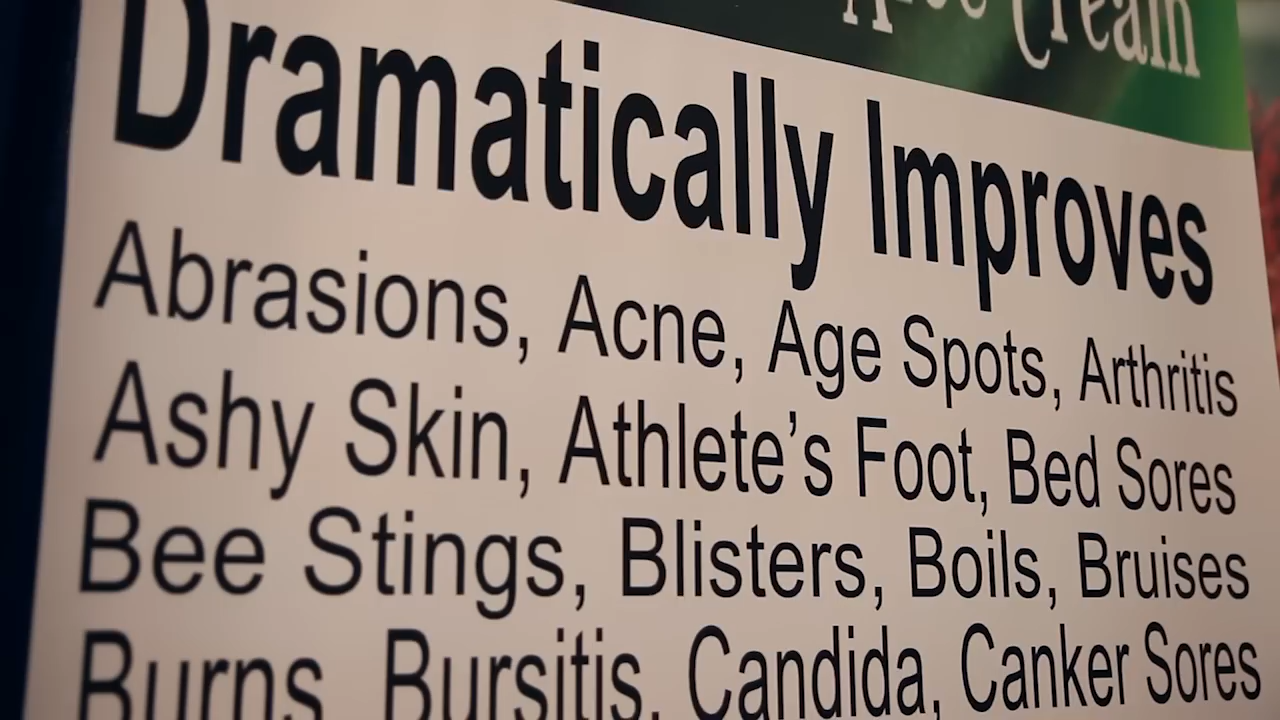 Cream
Dramatically Improves
Abrasions, Acne, Age Spots, Arthritis
Ashy Skin, Athlete's Foot, Bed Sores
Bee Stings, Blisters, Boils, Bruises
Burns, Bursitis, Candida, Canker Sores